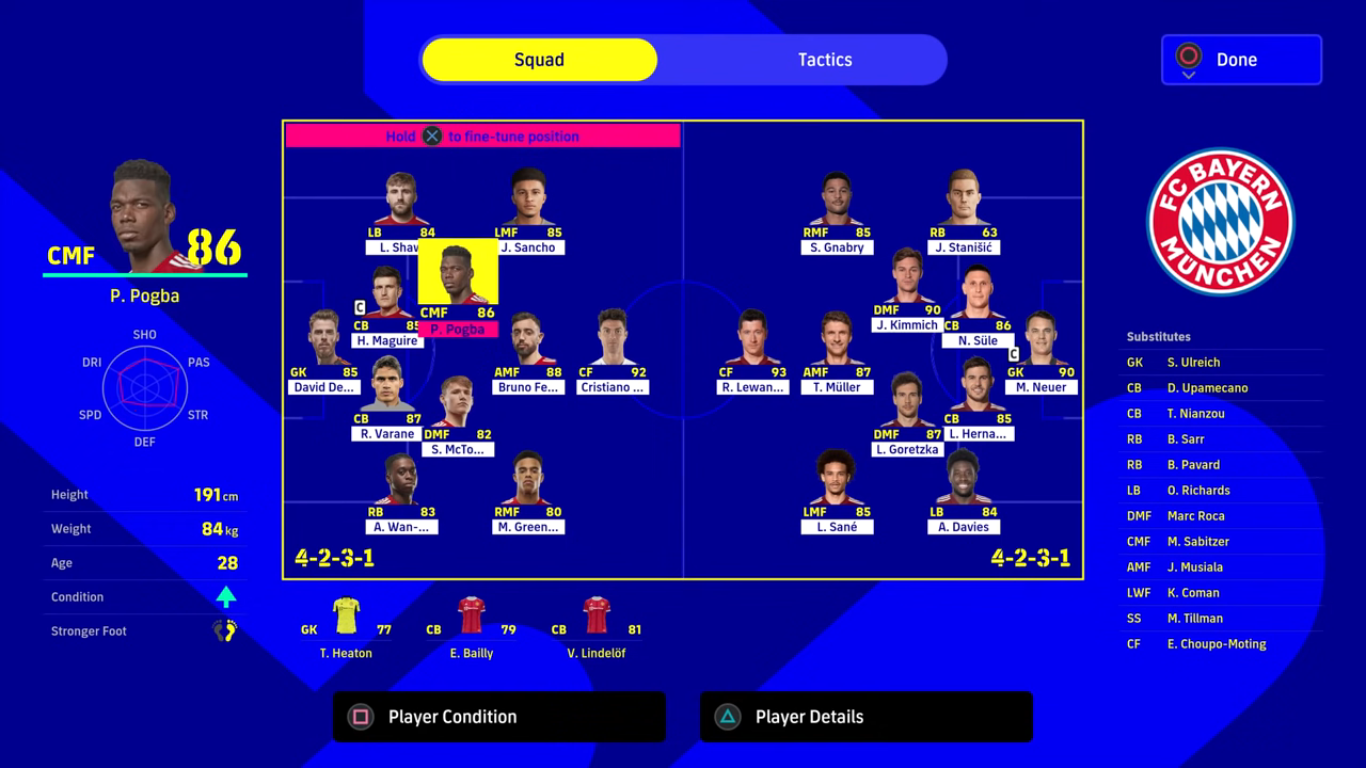 Squad
Tactics
Done
Hold to fine-tune position
CMF 86
P. Pogba
SHO
DRI PAS
SPD STR
DEF
Height 191 cm
Weight 84 kg
Age 28
Condition
Stronger Foot
LB 84
L. Shaw
LMF 85
J. Sancho
CMF 86
P. Pogba
C
CB 85
H. Maguire
GK 85
David De...
AMF 88
Bruno Fe...
CF 92
Cristiano ...
CB 87
R. Varane
DMF 82
S. McTo...
RB 83
A. Wan-...
RMF 80
M. Green...
4-2-3-1
RMF 85
S. Gnabry
RB 63
J. Stanišić
DMF 90
J. Kimmich
CB 86
N. Süle
C
GK 90
M. Neuer
CF 93
R. Lewan...
AMF 87
T. Müller
DMF 87
L. Goretzka
CB 85
L. Herna...
LMF 85
L. Sané
LB 84
A. Davies
4-2-3-1
GK 77
T. Heaton
CB 79
E. Bailly
CB 81
V. Lindelöf
FC BAYERN
MÜNCHEN
Substitutes
GK S. Ulreich
CB D. Upamecano
CB T. Nianzou
RB B. Sarr
RB B. Pavard
LB O. Richards
DMF Marc Roca
CMF M. Sabitzer
AMF J. Musiala
LWF K. Coman
SS M. Tillman
CF E. Choupo-Moting
Player Condition
Player Details